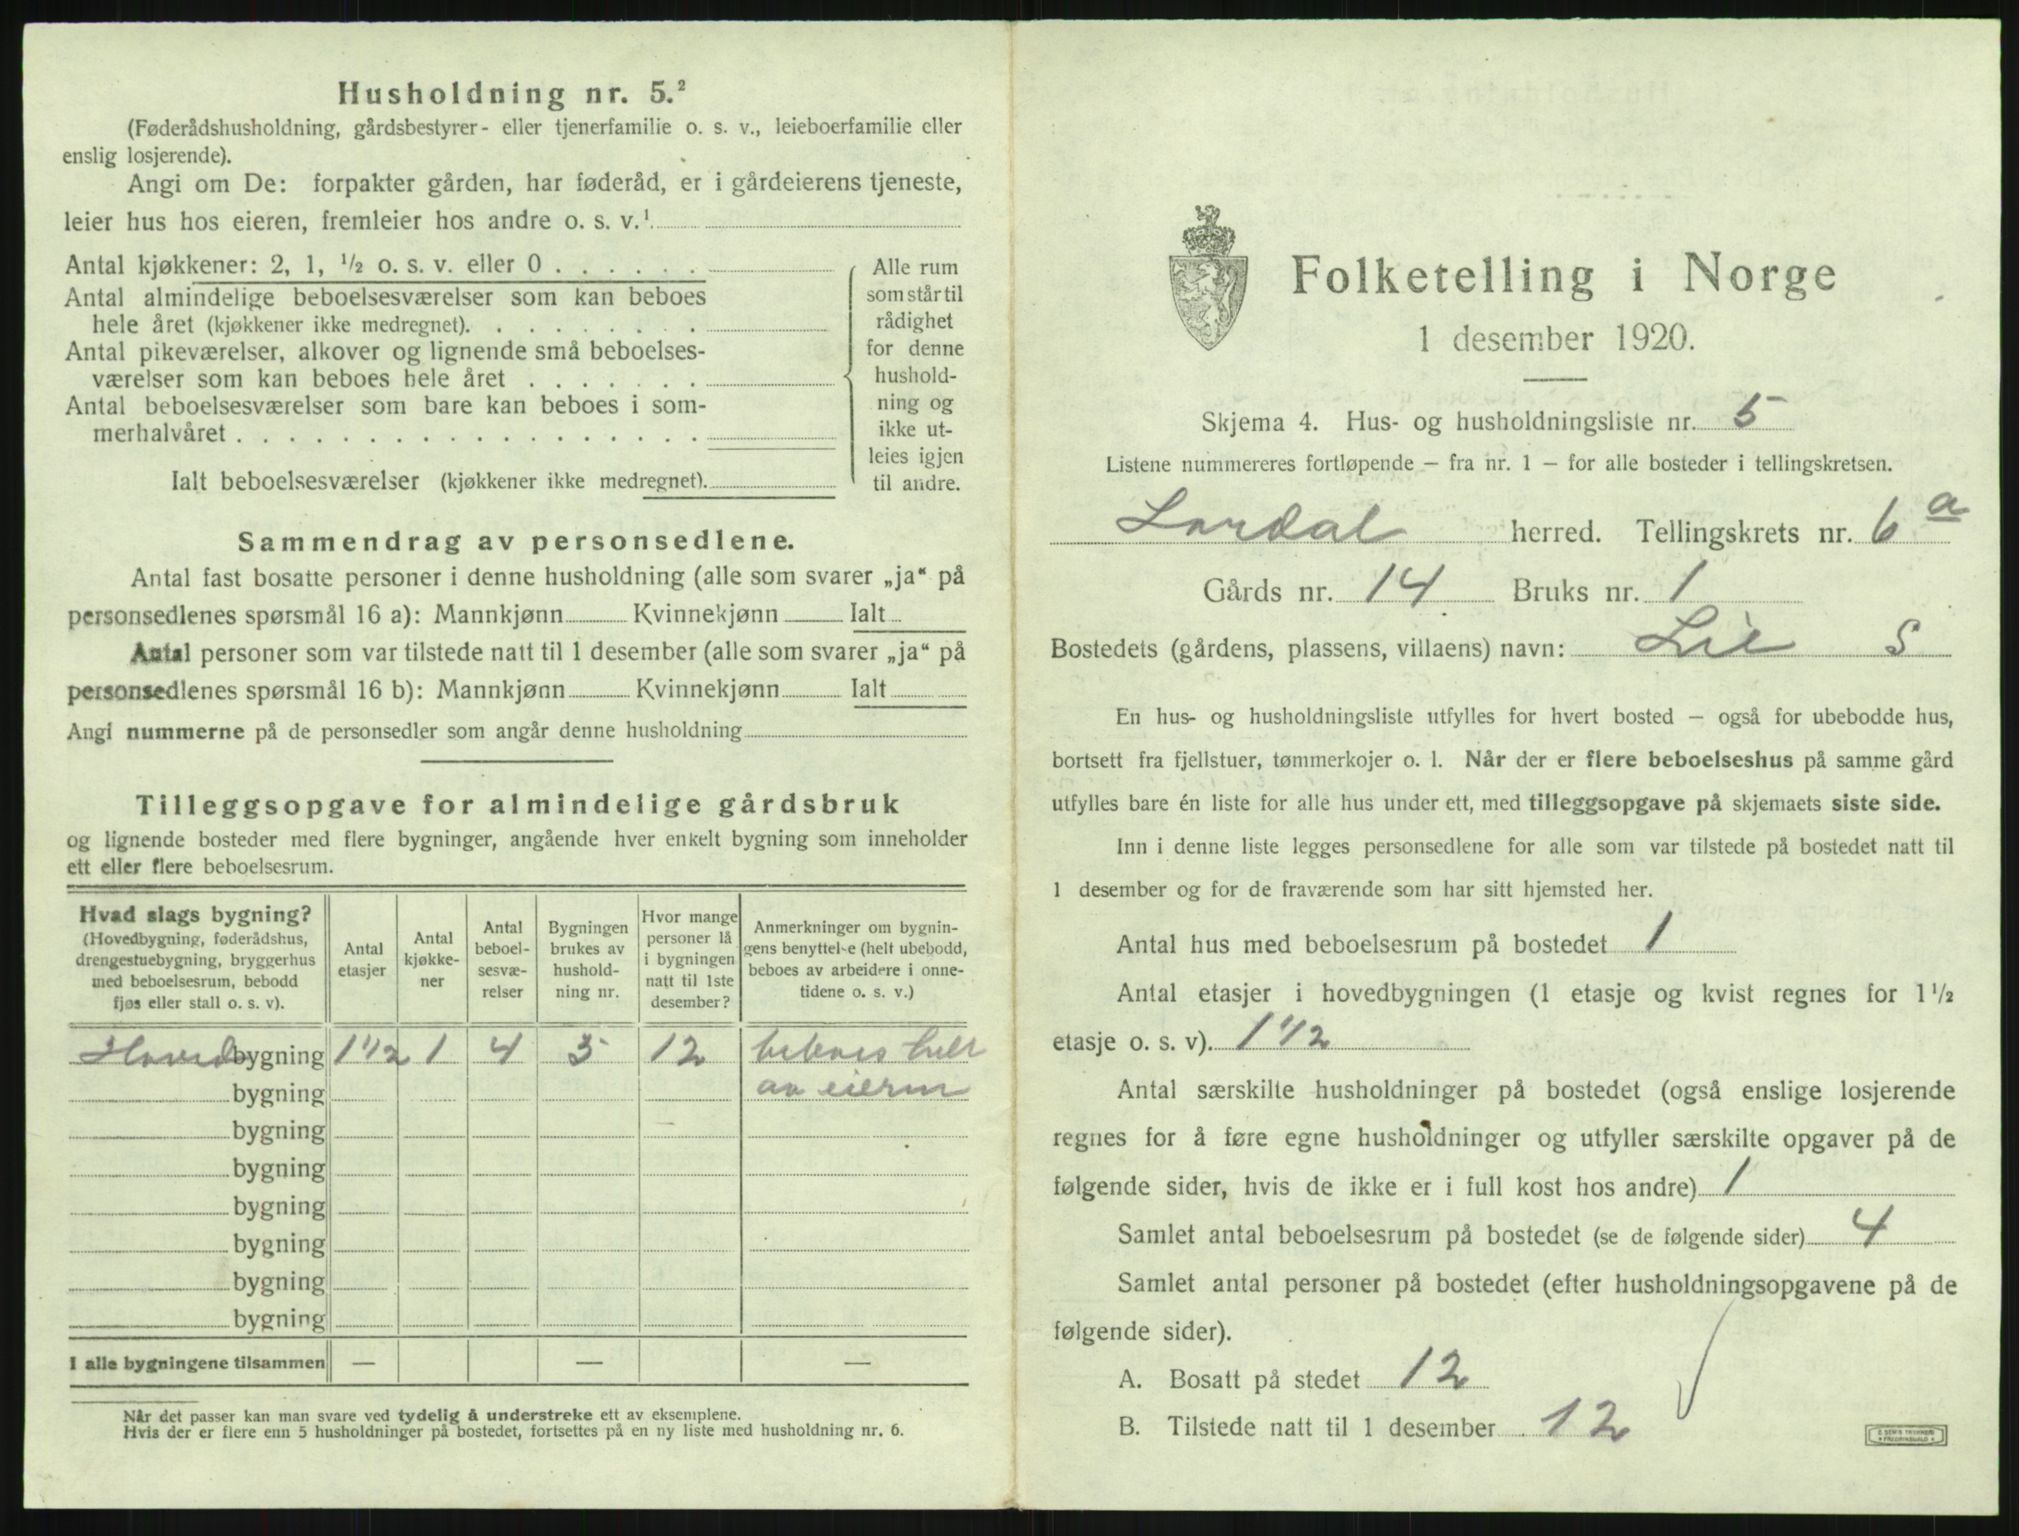 Husholdning nr. 5.²
(Føderådshusholdning, gårdsbestyrer- eller tjenerfamilie o. s. v., leieboerfamilie eller
enslig losjerende).
Angi om De: forpakter gården, har føderåd, er i gårdeierens tjeneste,
leier hus hos eieren, fremleier hos andre o. s. v.¹
Antal kjøkkener: 2, 1, ½ o. s. v. eller 0 . . . . . .
Antal almindelige beboelsesværelser som kan beboes
hele året (kjøkkener ikke medregnet). . . . . . . . .
Antal pikeværelser, alkover og lignende små beboelses-
værelser som kan beboes hele året . . . . . . .
Antal beboelsesværelser som bare kan beboes i som-
merhalvåret . . . . . . . . . . . . . . . . . .
Ialt beboelsesværelser (kjøkkener ikke medregnet).
Alle rum
som står til
rådighet
for denne
hushold-
ning og
ikke ut-
leies igjen
til andre.
Sammendrag av personsedlene.
Antal fast bosatte personer i denne husholdning (alle som svarer „ja“ på
personsedlenes spørsmål 16 a): Mannkjønn Kvinnekjønn Ialt
Antal personer som var tilstede natt til 1 desember (alle som svarer „ja“ på
personsedlenes spørsmål 16 b): Mannkjønn Kvinnekjønn Ialt
Angi nummerne på de personsedler som angår denne husholdning
Tilleggsopgave for almindelige gårdsbruk
og lignende bosteder med flere bygninger, angående hver enkelt bygning som inneholder
ett eller flere beboelsesrum.
Hvad slags bygning?
(Hovedbygning, føderådshus,
drengestuebygning, bryggerhus
med beboelsesrum, bebodd
fjøs eller stall o. s. v).
Antal
etasjer
Antal
kjøkke-
ner
Antal
beboel-
sesvæ-
relser
Bygningen
brukes av
hushold-
ning nr.
Hvor mange
personer lå
i bygningen
natt til 1ste
desember?
Anmerkninger om bygnin-
gens benyttelse (helt ubebodd,
beboes av arbeidere i onne-
tidene o. s. v.)
Hovedbygning 1½ 1 4 5 12 beboes helt
bygning av eieren
bygning
bygning
bygning
bygning
bygning
bygning
I alle bygningene tilsammen — — —
Når det passer kan man svare ved tydelig å understreke ett av eksemplene.
Hvis der er flere enn 5 husholdninger på bostedet, fortsettes på en ny liste med husholdning nr. 6.
Folketelling i Norge
1 desember 1920.
Skjema 4. Hus- og husholdningsliste nr. 5
Listene nummereres fortløpende — fra nr. 1 — for alle bosteder i tellingskretsen.
Lardal herred. Tellingskrets nr. 6 a
Gårds nr. 14 Bruks nr. 1
Bostedets (gårdens, plassens, villaens) navn: Lie S
En hus- og husholdningsliste utfylles for hvert bosted — også for ubebodde hus,
bortsett fra fjellstuer, tømmerkojer o. l. Når der er flere beboelseshus på samme gård
utfylles bare én liste for alle hus under ett, med tilleggsopgave på skjemaets siste side.
Inn i denne liste legges personsedlene for alle som var tilstede på bostedet natt til
1 desember og for de fraværende som har sitt hjemsted her.
Antal hus med beboelsesrum på bostedet 1
Antal etasjer i hovedbygningen (1 etasje og kvist regnes for 1½
etasje o. s. v). 1½
Antal særskilte husholdninger på bostedet (også enslige losjerende
regnes for å føre egne husholdninger og utfyller særskilte opgaver på de
følgende sider, hvis de ikke er i full kost hos andre) 1
Samlet antal beboelsesrum på bostedet (se de følgende sider) 4
Samlet antal personer på bostedet (efter husholdningsopgavene på de
følgende sider).
A. Bosatt på stedet 12
B. Tilstede natt til 1 desember 12